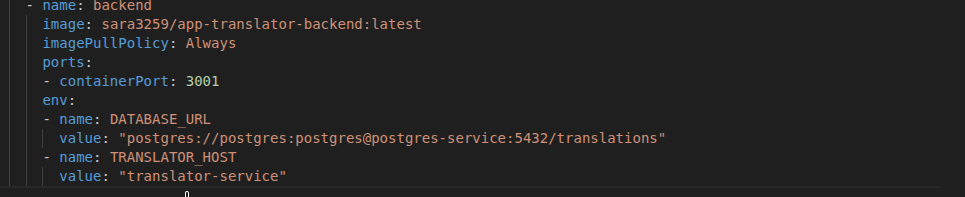 - name: backend
image: sara3259/app-translator-backend:latest
imagePullPolicy: Always
ports:
- containerPort: 3001
env:
- name: DATABASE_URL
value: "postgres://postgres:postgres@postgres-service:5432/translations"
- name: TRANSLATOR_HOST
value: "translator-service"